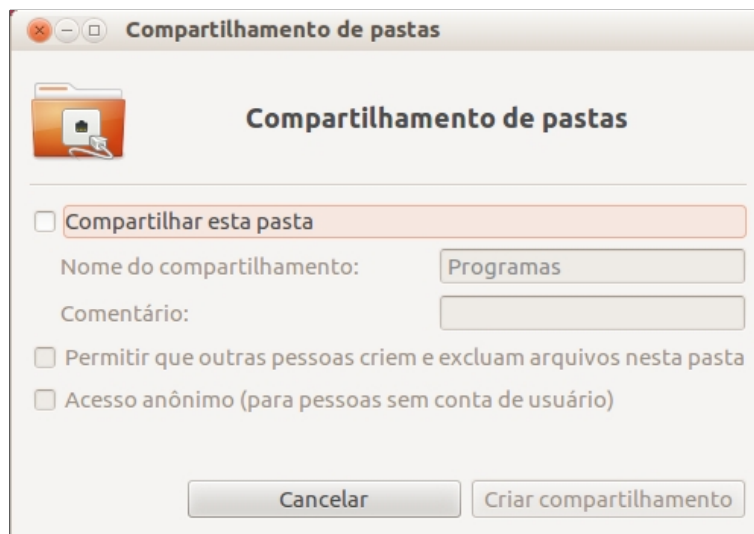 Compartilhamento de pastas
Compartilhamento de pastas
Compartilhar esta pasta
Nome do compartilhamento: Programas
Comentário:
Permitir que outras pessoas criem e excluam arquivos nesta pasta
Acesso anônimo (para pessoas sem conta de usuário)
Cancelar Criar compartilhamento